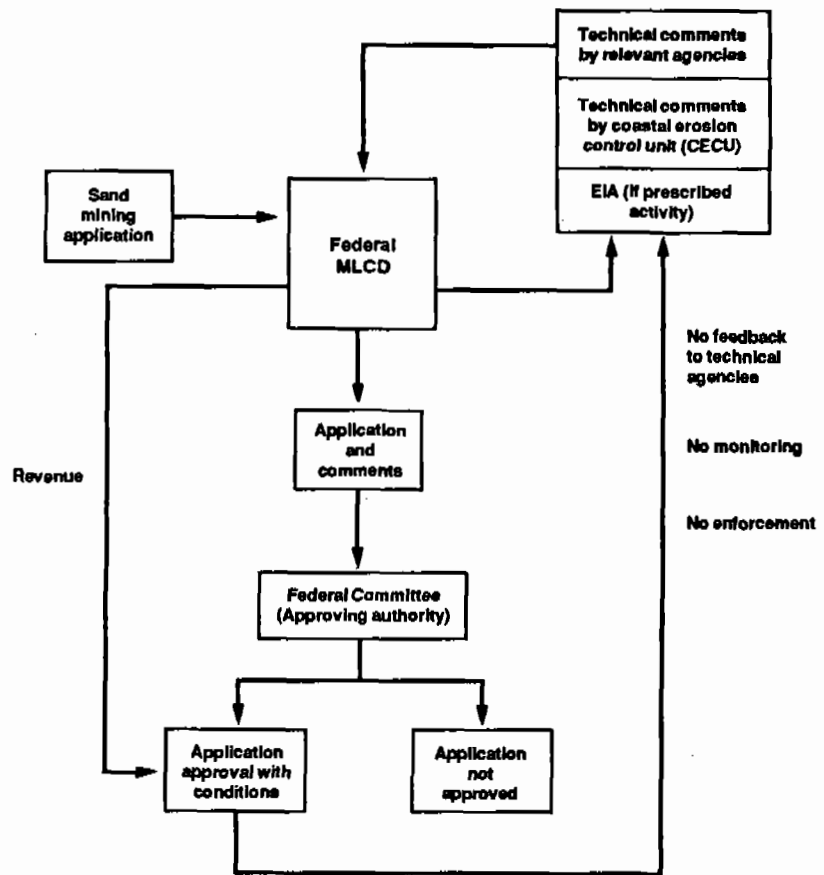 Technical comments
by relevant agencies
Technical comments
by coastal erosion
control unit (CECU)
EIA (If prescribed
activity)
Sand
mining
application
Federal
MLCD
No feedback
to technical
agencies
Application
and
comments
No monitoring
Revenue
No enforcement
Federal Committee
(Approving authority)
Application
approval with
conditions
Application
not
approved